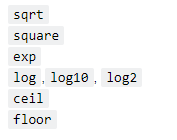 sqrt
square
exp
log , log10 , log2
ceil
floor